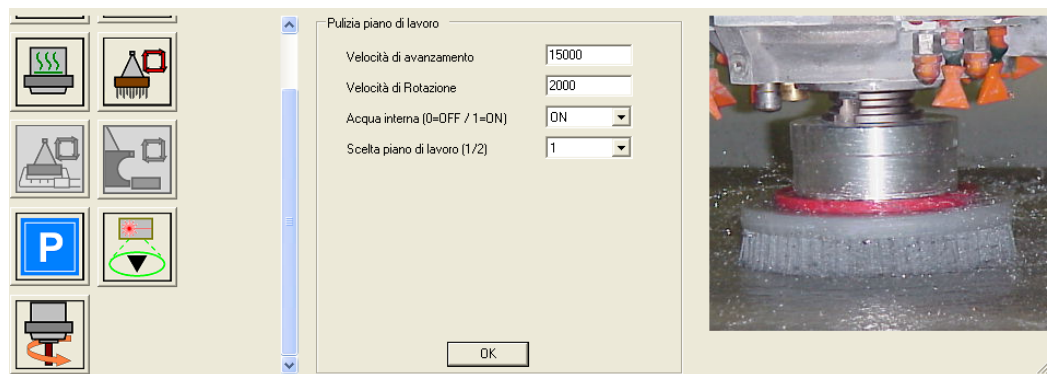 Pulizia piano di lavoro
Velocità di avanzamento 15000
Velocità di Rotazione 2000
Acqua interna (0=OFF / 1=ON) ON
Scelta piano di lavoro (1/2) 1
P
OK